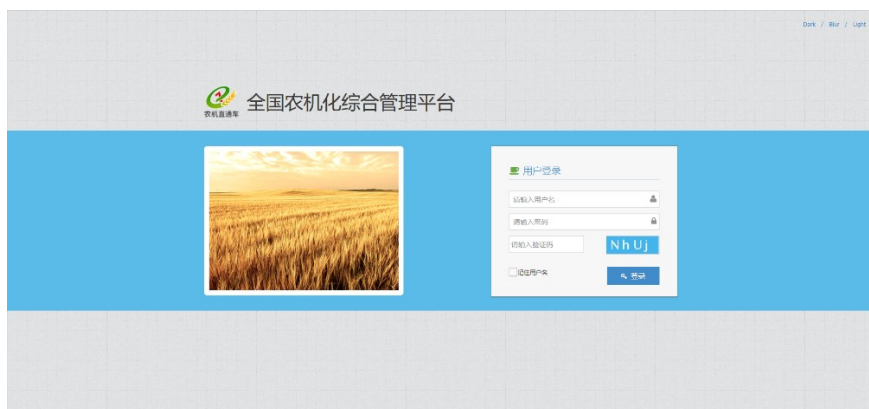 Dark / Blur / Light
全国农机化综合管理平台
农机直通车
用户登录
请输入用户名
请输入密码
请输入验证码
NhUj
记住用户名
登录